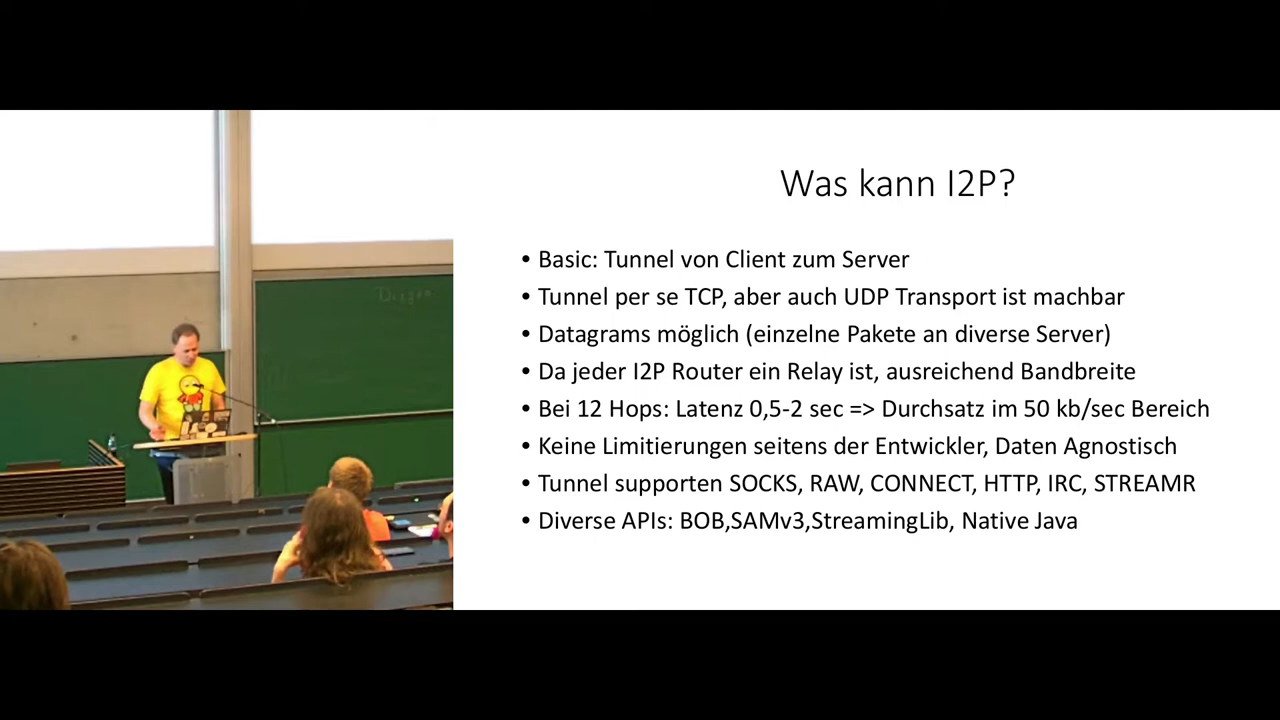 Was kann I2P?
• Basic: Tunnel von Client zum Server
• Tunnel per se TCP, aber auch UDP Transport ist machbar
• Datagrams möglich (einzelne Pakete an diverse Server)
• Da jeder I2P Router ein Relay ist, ausreichend Bandbreite
• Bei 12 Hops: Latenz 0,5-2 sec => Durchsatz im 50 kb/sec Bereich
• Keine Limitierungen seitens der Entwickler, Daten Agnostisch
• Tunnel supporten SOCKS, RAW, CONNECT, HTTP, IRC, STREAMR
• Diverse APIs: BOB,SAMv3,StreamingLib, Native Java